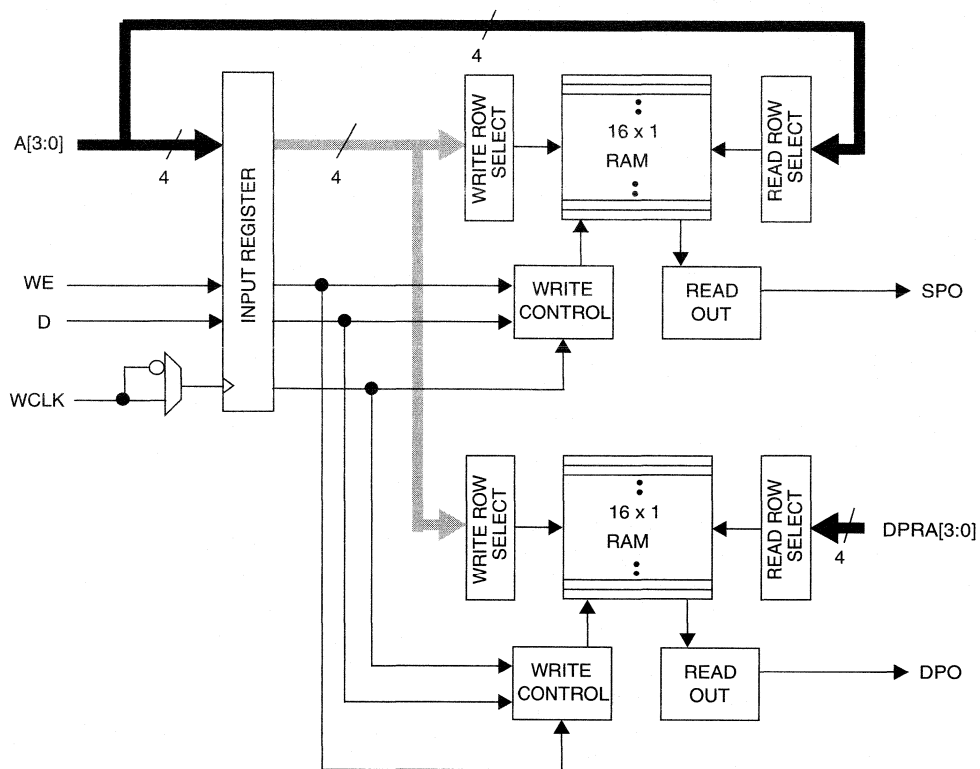 4
A[3:0]
4
INPUT REGISTER
4
WRITE ROW
SELECT
16 x 1
RAM
READ ROW
SELECT
WE
D
WCLK
WRITE
CONTROL
READ
OUT
SPO
WRITE ROW
SELECT
16 x 1
RAM
READ ROW
SELECT
4
DPRA[3:0]
WRITE
CONTROL
READ
OUT
DPO